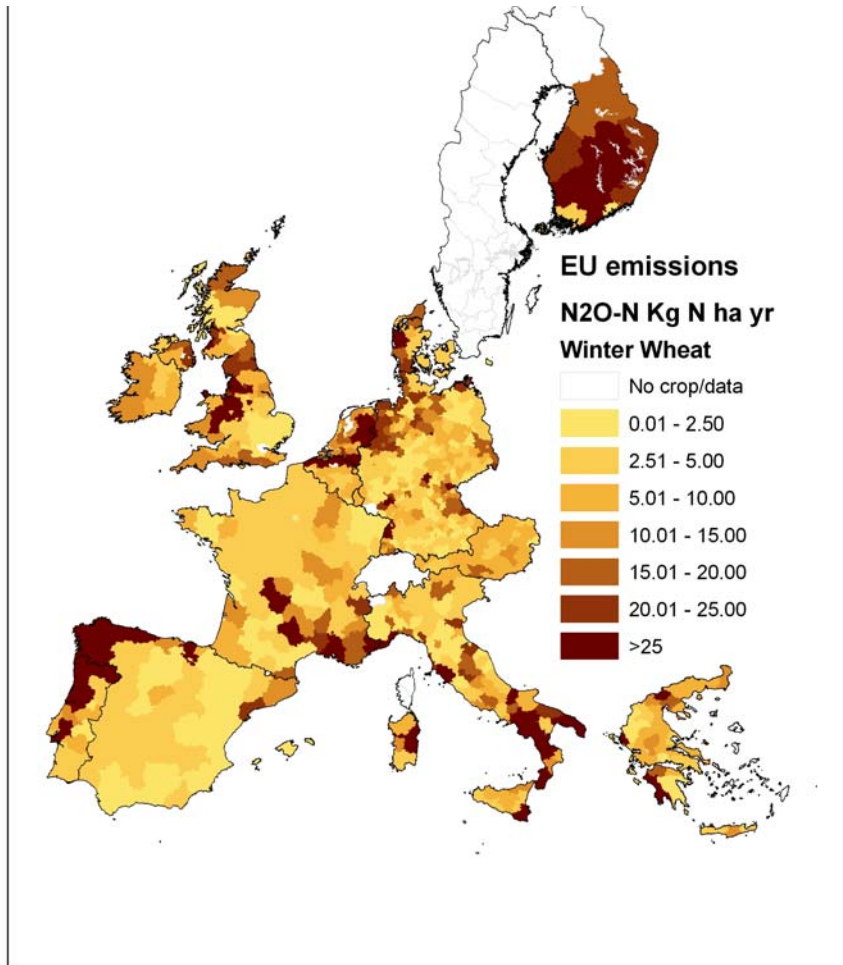 EU emissions
N2O-N Kg N ha yr
Winter Wheat
No crop/data
0.01 - 2.50
2.51 - 5.00
5.01 - 10.00
10.01 - 15.00
15.01 - 20.00
20.01 - 25.00
>25